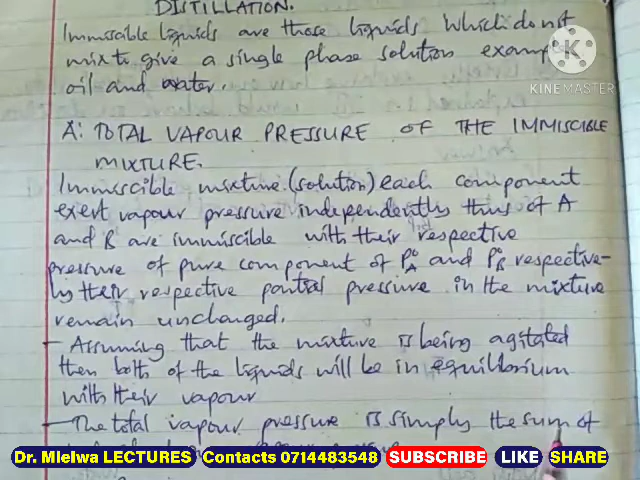 DISTILLATION.
Immiscible liquids are those liquids which do not
mix to give a single phase solution example
oil and water.
A: TOTAL VAPOUR PRESSURE OF THE IMMISCIBLE
MIXTURE.
Immiscible mixture (solution) each component
exert vapour pressure independently thus of A
and B are immiscible with their respective
pressure of pure component of P°A and P°B respective-
ly their respective partial pressure in the mixture
remain unchanged.
- Assuming that the mixture is being agitated
then both of the liquids will be in equilibrium
with their vapour
- The total vapour pressure is simply the sum of
KINEMASTER
Dr. Mlelwa LECTURES Contacts 0714483548 SUBSCRIBE LIKE SHARE